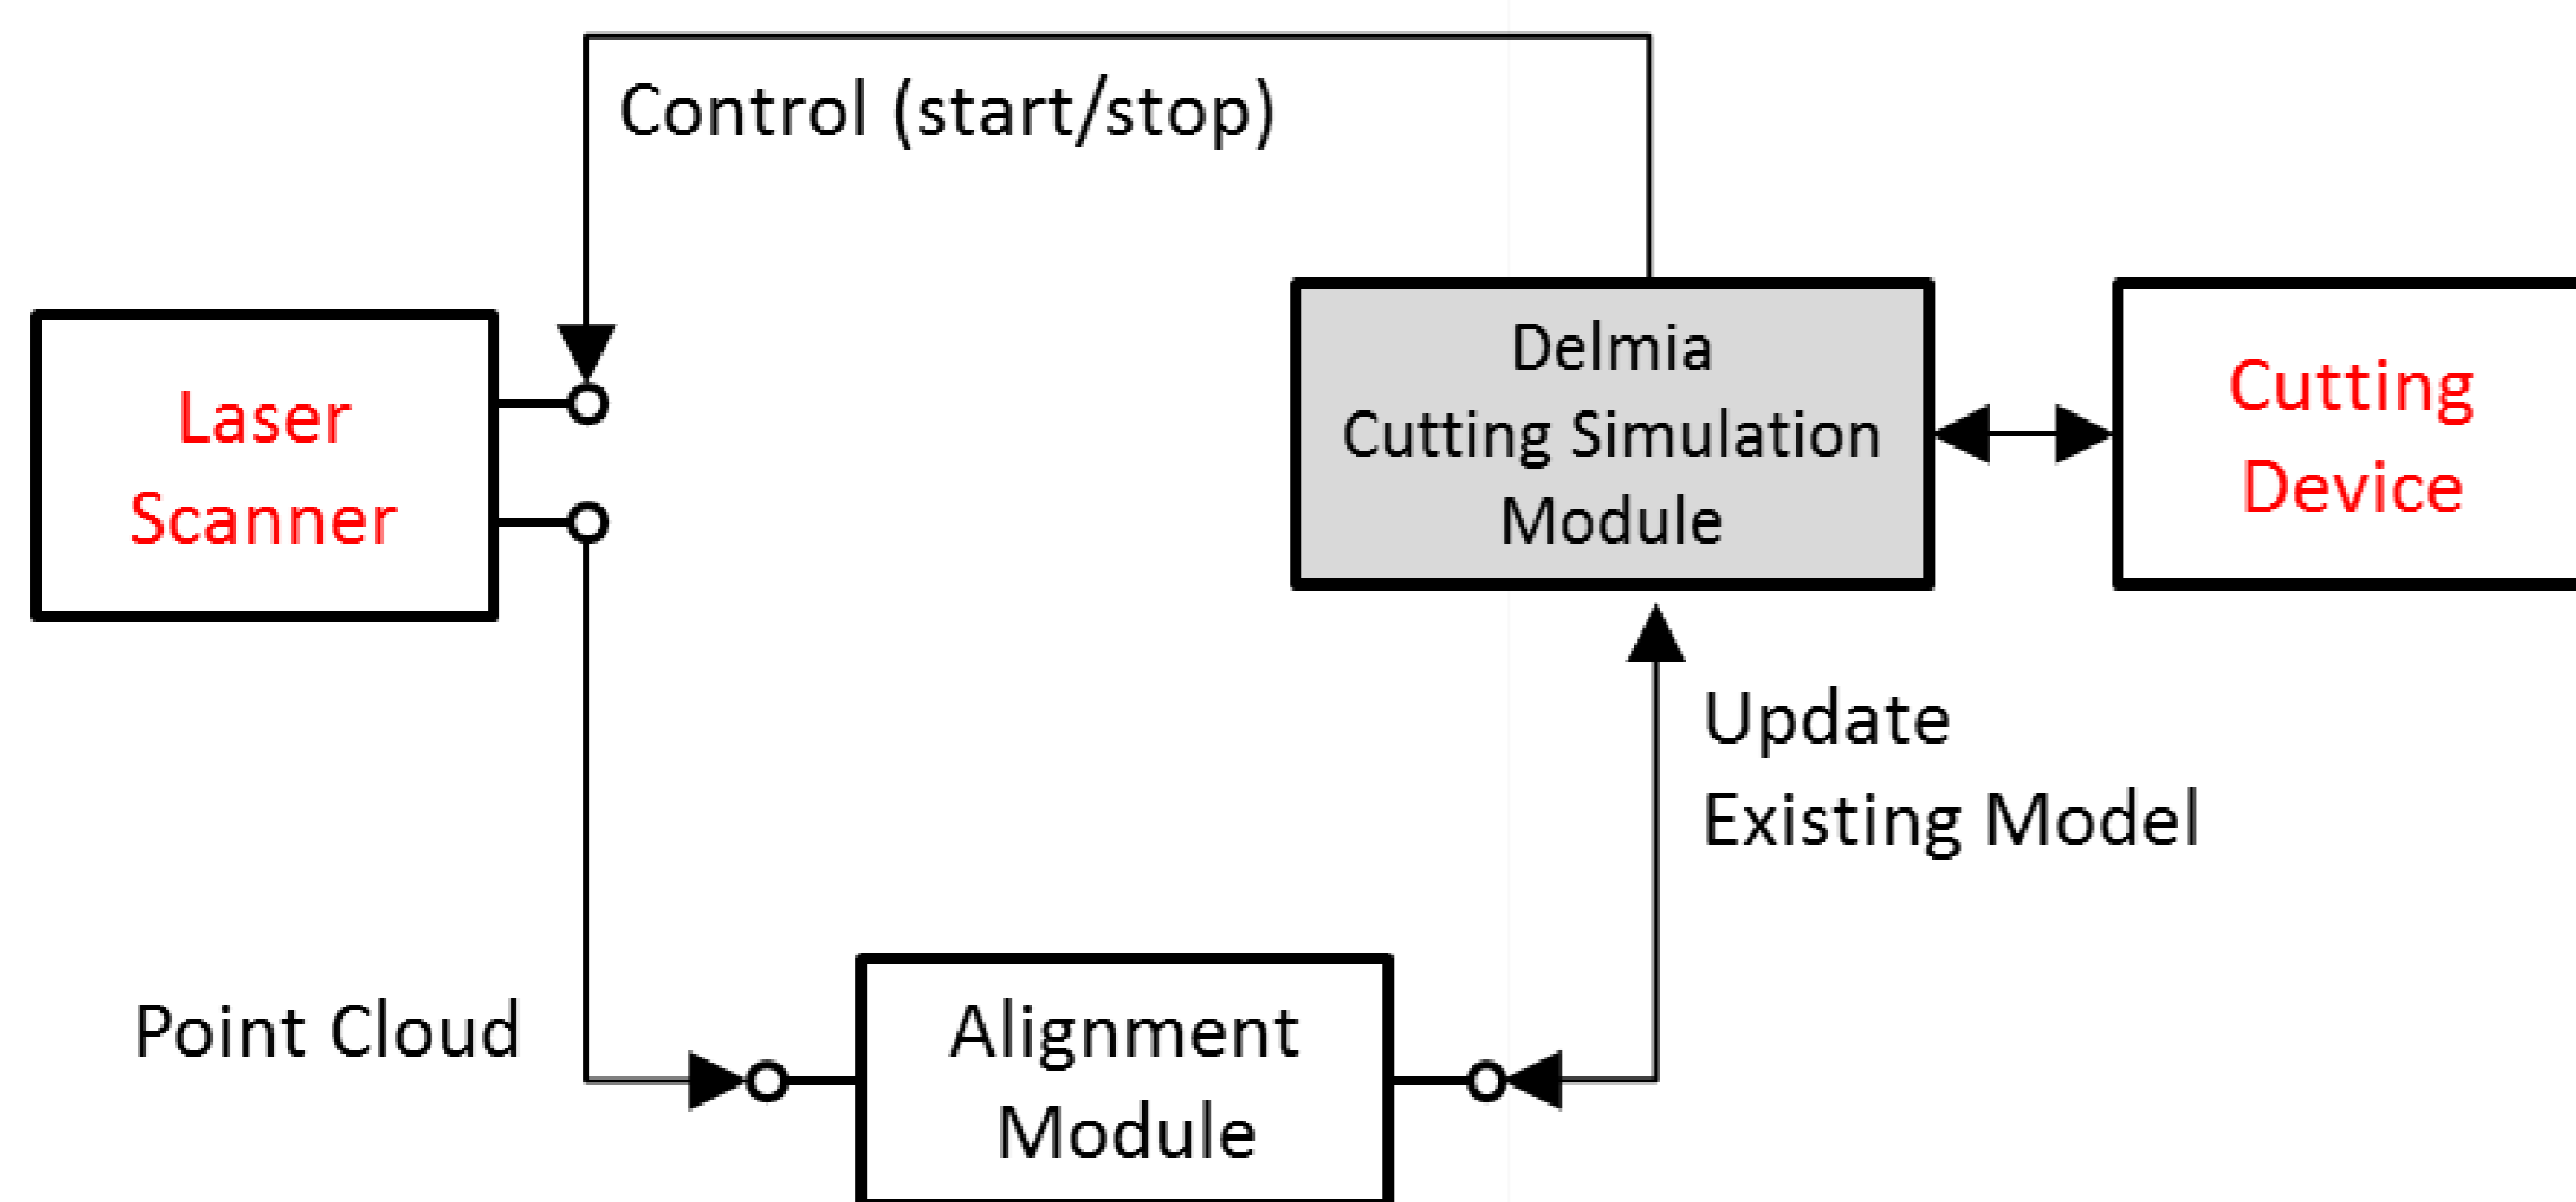 Control (start/stop)
Laser
Scanner
Delmia
Cutting Simulation
Module
Cutting
Device
Update
Existing Model
Point Cloud
Alignment
Module